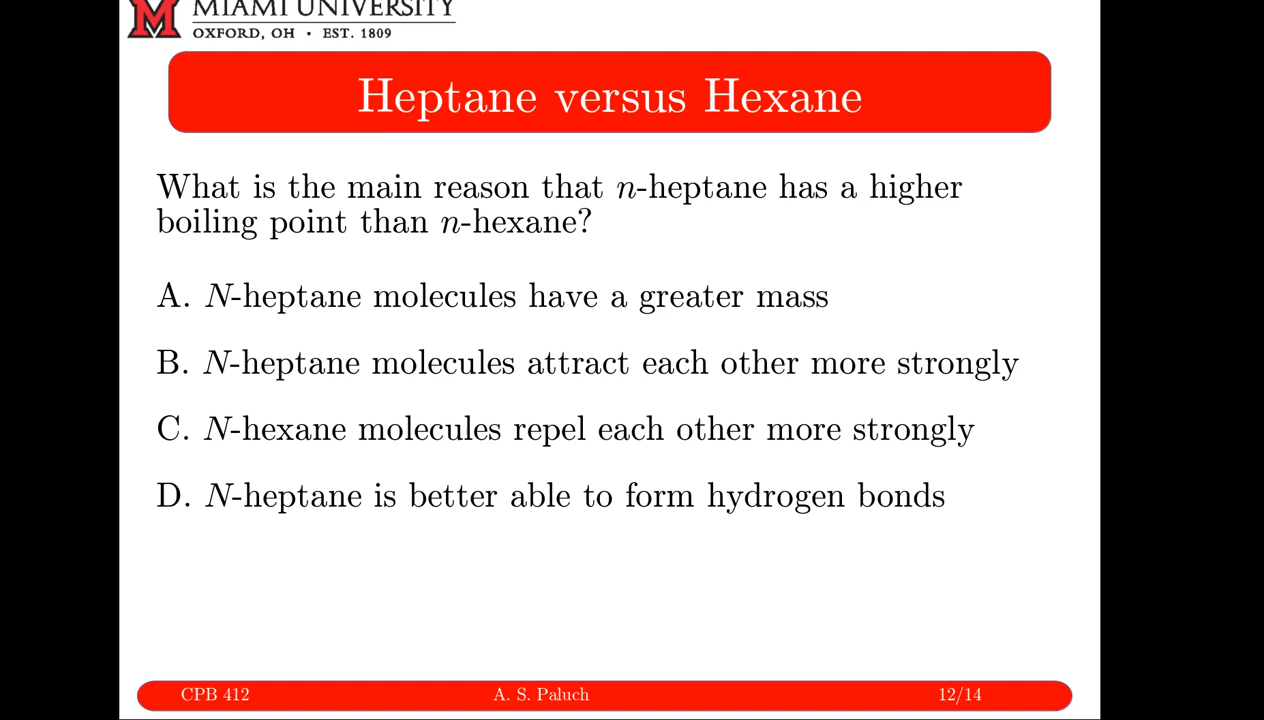 MIAMI UNIVERSITY
OXFORD, OH • EST. 1809
Heptane versus Hexane
What is the main reason that n-heptane has a higher
boiling point than n-hexane?
A. N-heptane molecules have a greater mass
B. N-heptane molecules attract each other more strongly
C. N-hexane molecules repel each other more strongly
D. N-heptane is better able to form hydrogen bonds
CPB 412 A. S. Paluch 12/14